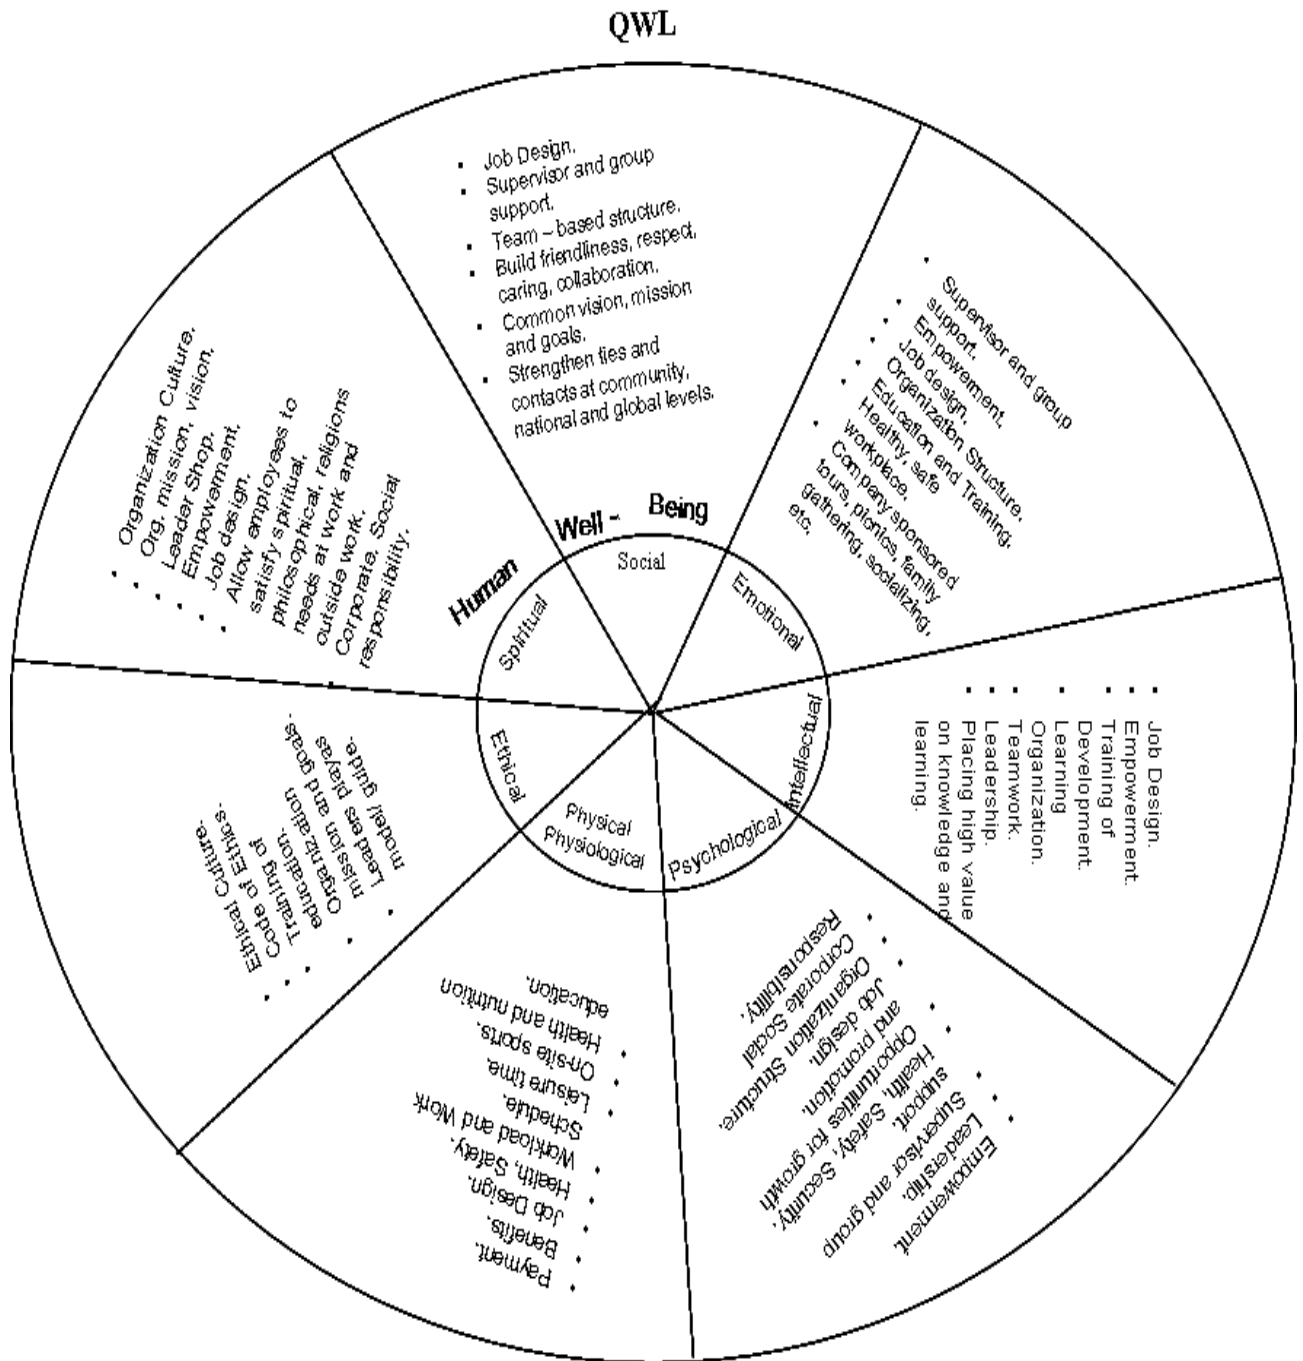 QWL
Job Design.
Supervisor and group
support.
Team – based structure.
Build friendliness, respect,
caring, collaboration.
Common vision, mission
and goals.
Strengthen ties and
contacts at community,
national and global levels.
Supervisor and group
support.
Empowerment.
Job design.
Organization Structure.
Education and Training.
Healthy, safe
workplace.
Company sponsored
tours, picnics, family
gathering, socializing,
etc.
Job Design.
Empowerment.
Training of
Development.
Learning
Organization.
Teamwork.
Leadership.
Placing high value
on knowledge and
learning.
Empowerment.
Leadership.
Supervisor and group
support.
Health, Safety, Security,
Opportunities for growth
and promotion.
Job design.
Organization Structure.
Corporate Social
Responsibility.
Payment.
Benefits.
Job Design.
Health, Safety.
Workload and Work
Schedule.
Leisure time.
On-site sports.
Health and nutrition
education.
Ethical Culture.
Code of Ethics.
Training of
education.
Organization
mission and goals.
Leaders playas
model/ guide.
Organization Culture.
Org. mission, vision.
Leader Shop.
Empowerment.
Job design.
Allow employees to
satisfy spiritual,
philosophical, religions
needs at work and
outside work.
Corporate, Social
responsibility.
Human Well - Being
Social
Emotional
Intellectual
Psychological
Physical
Physiological
Ethical
Spiritual